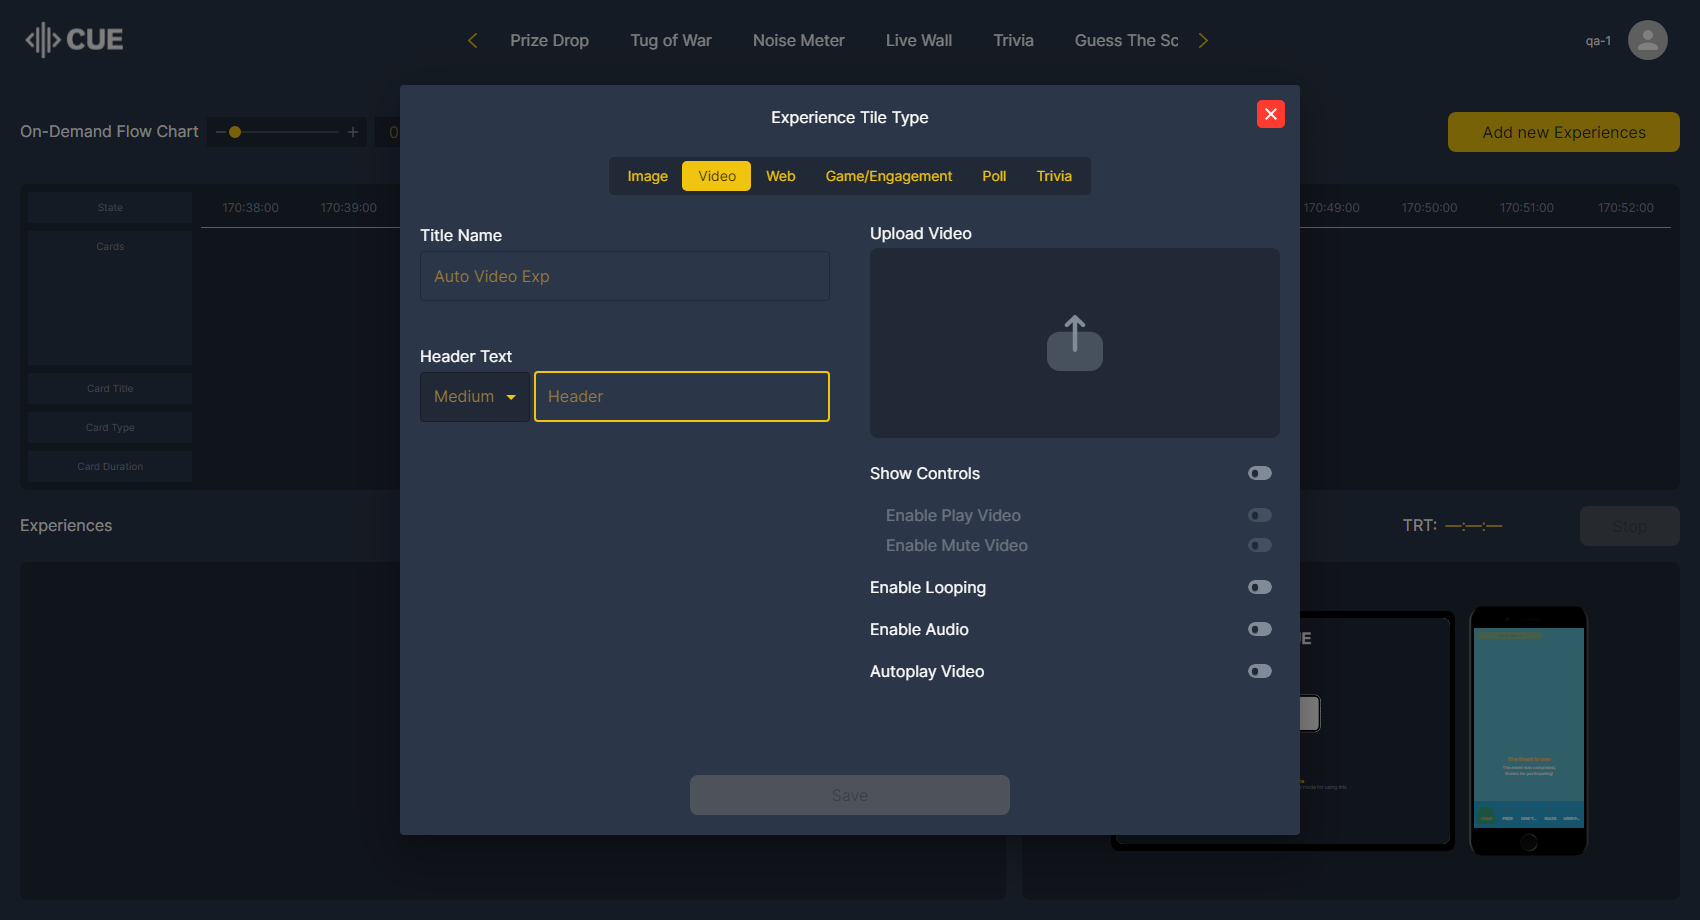 CUE
Prize Drop
Tug of War
Noise Meter
Live Wall
Trivia
Guess The Sc
qa-1
On-Demand Flow Chart
0
Add new Experiences
State
170:38:00
170:39:00
170:49:00
170:50:00
170:51:00
170:52:00
Cards
Card Title
Card Type
Card Duration
Experiences
TRT: —:—:—
Stop
Experience Tile Type
Image
Video
Web
Game/Engagement
Poll
Trivia
Title Name
Auto Video Exp
Header Text
Medium
Header
Upload Video
Show Controls
Enable Play Video
Enable Mute Video
Enable Looping
Enable Audio
Autoplay Video
Save